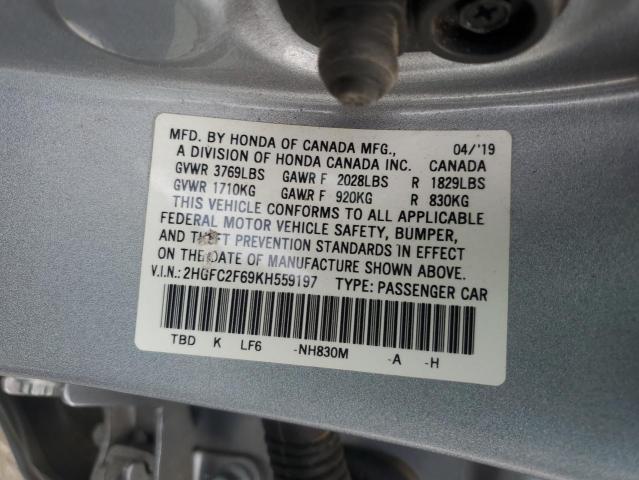 MFD. BY HONDA OF CANADA MFG., 04/'19
A DIVISION OF HONDA CANADA INC. CANADA
GVWR 3769LBS GAWR F 2028LBS R 1829LBS
GVWR 1710KG GAWR F 920KG R 830KG
THIS VEHICLE CONFORMS TO ALL APPLICABLE
FEDERAL MOTOR VEHICLE SAFETY, BUMPER,
AND THEFT PREVENTION STANDARDS IN EFFECT
ON THE DATE OF MANUFACTURE SHOWN ABOVE.
V.I.N.: 2HGFC2F69KH559197 TYPE: PASSENGER CAR
TBD K LF6 -NH830M -A -H